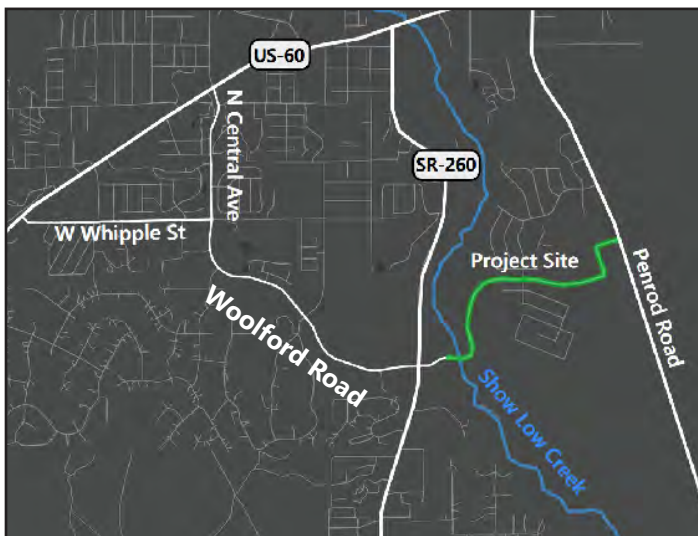 US-60
N Central Ave
SR-260
W Whipple St
Project Site
Penrod Road
Woolford Road
Show Low Creek